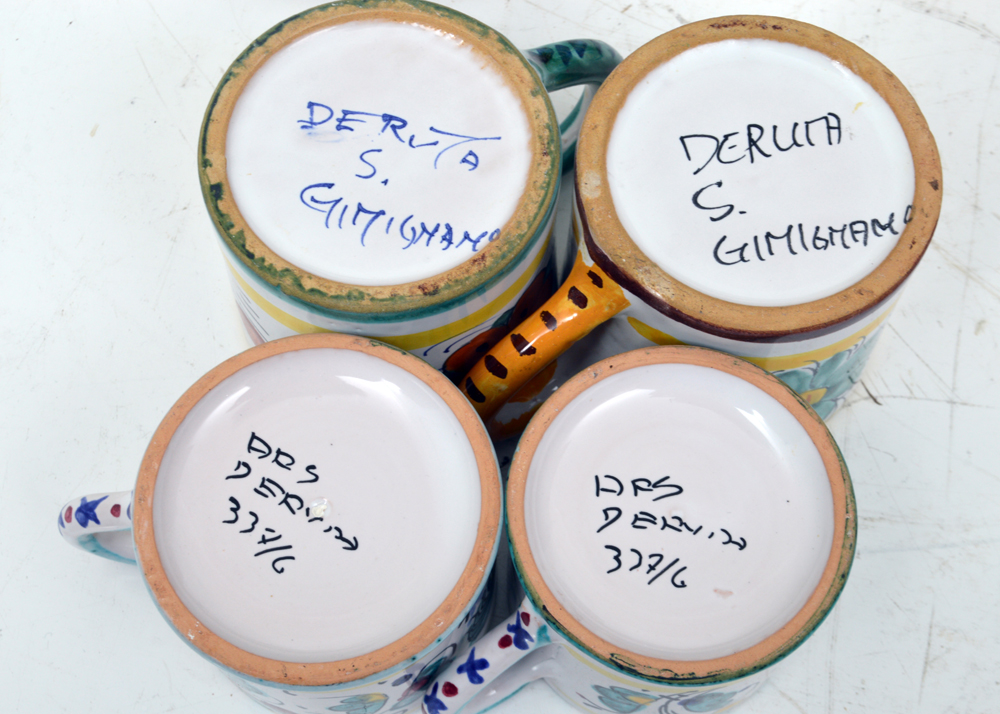 DERUTA
S.
GIMIGNANO
DERUTA
S.
GIMIGNANO
ARS
DERUTA
337/6
ARS
DERUTA
337/6